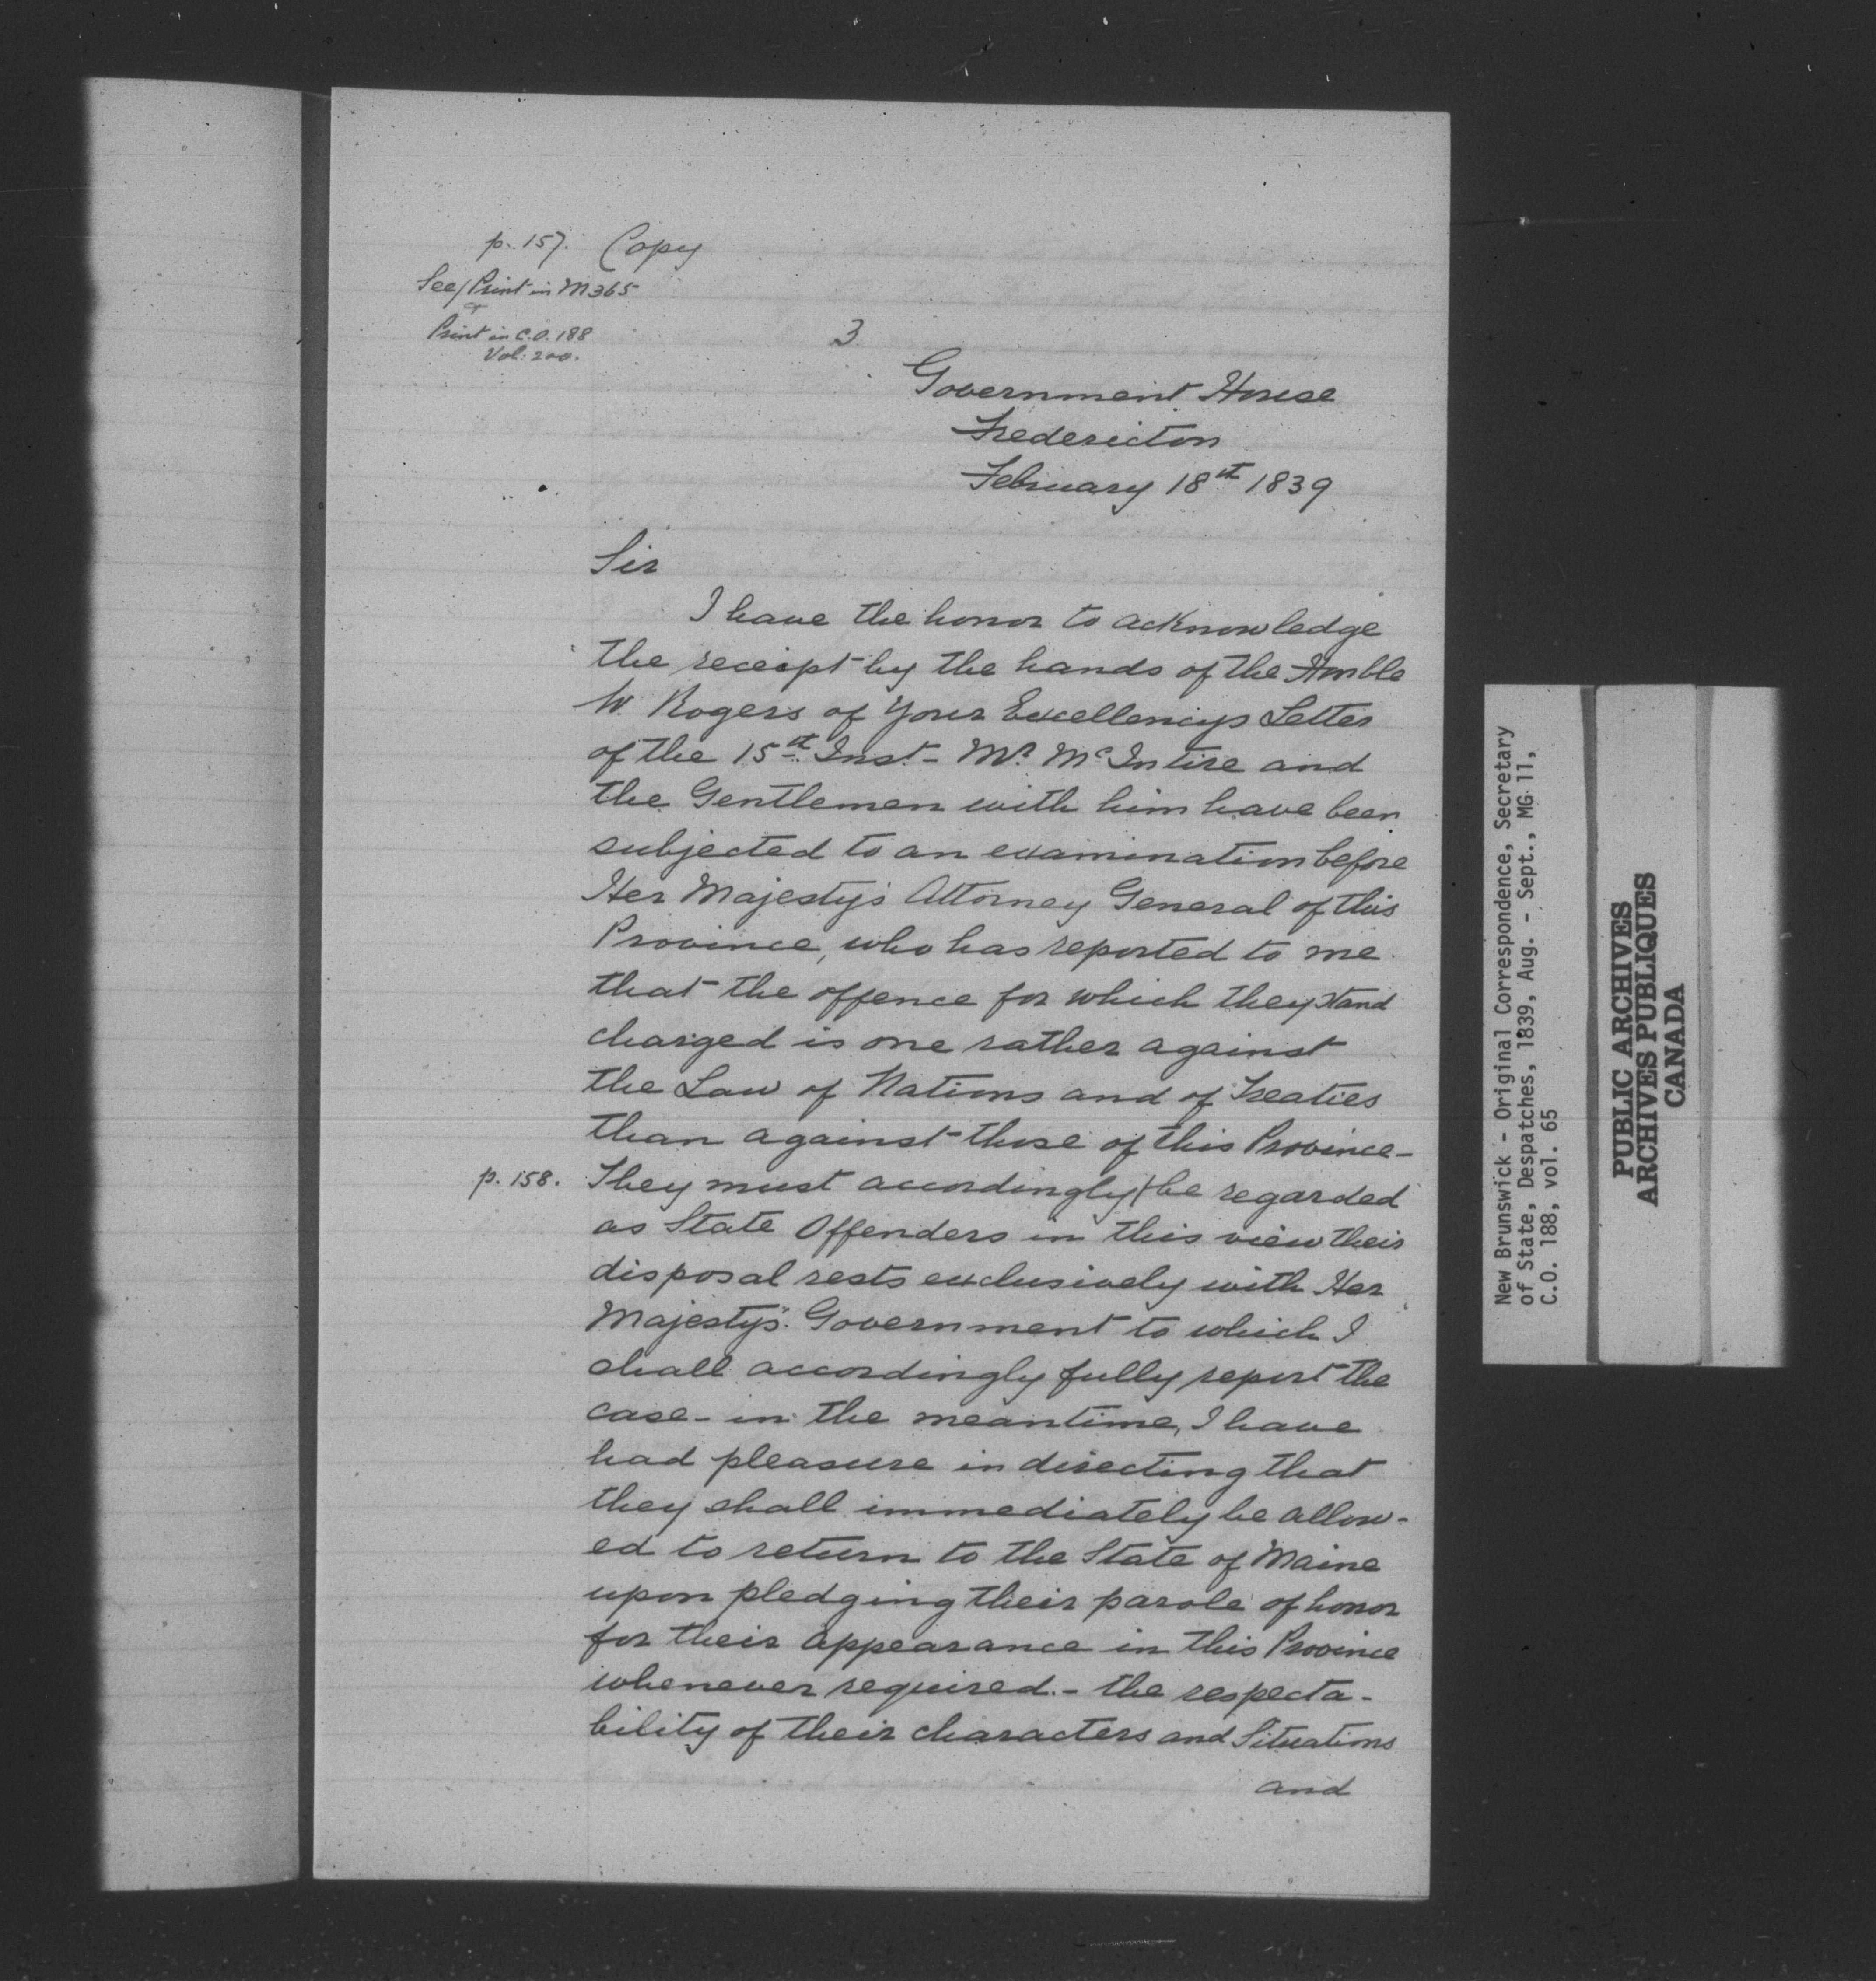 p. 157. Copy
See/Print in M365
&
Print in C.O. 188
Vol: 200.
3
Government House
Fredericton
February 18th 1839
Sir
I have the honor to acknowledge
the receipt by the hands of the Honble
W. Rogers of Your Excellencys Letter
of the 15th Inst - Mr. McIntire and
the Gentlemen with him have been
subjected to an examination before
Her Majesty's Attorney General of this
Province, who has reported to me
that the offence for which they stand
charged is one rather against
the Law of Nations and of Treaties
than against those of this Province -
p. 158. They must accordingly/be regarded
as State Offenders in this view their
disposal rests exclusively with Her
Majesty's Government to which I
shall accordingly fully report the
case - in the meantime, I have
had pleasure in directing that
they shall immediately be allow-
ed to return to the State of Maine
upon pledging their parole of honor
for their appearance in this Province
whenever required. - the respecta-
bility of their characters and Situations
and
New Brunswick - Original Correspondence, Secretary
of State, Despatches, 1839, Aug. - Sept., MG 11,
C.O. 188, vol. 65
PUBLIC ARCHIVES
ARCHIVES PUBLIQUES
CANADA